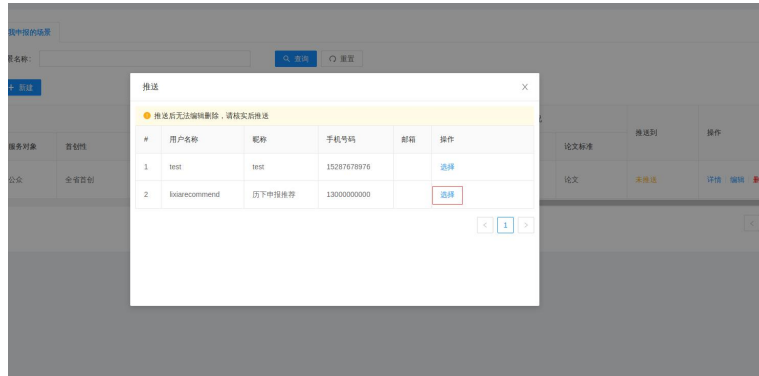 我申报的场景
景名称:
查询
重置
+ 新建
推送
X
推送后无法编辑删除，请核实后推送
# 用户名称 昵称 手机号码 邮箱 操作
1 test test 15287678976 选择
2 lixiarecommend 历下申报推荐 13000000000 选择
< 1 >
服务对象 首创性 论文标准 推送到 操作
公众 全省首创 论文 未推送 详情 编辑
<